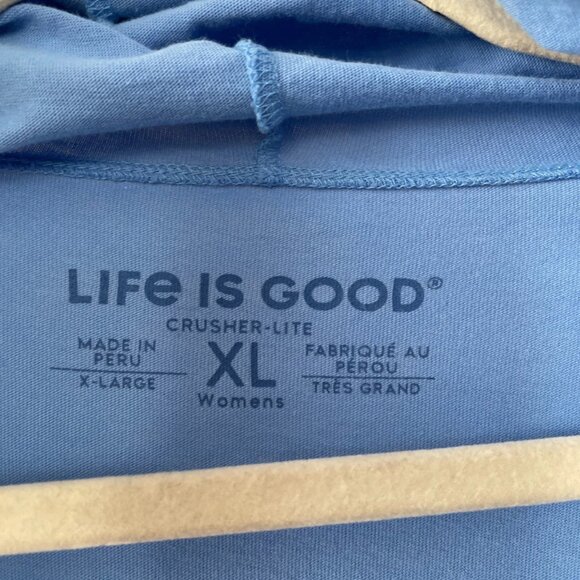 LIFe IS GOOD®
CRUSHER-LITE
MADE IN
PERU
X-LARGE
XL
Womens
FABRIQUÉ AU
PÉROU
TRÈS GRAND